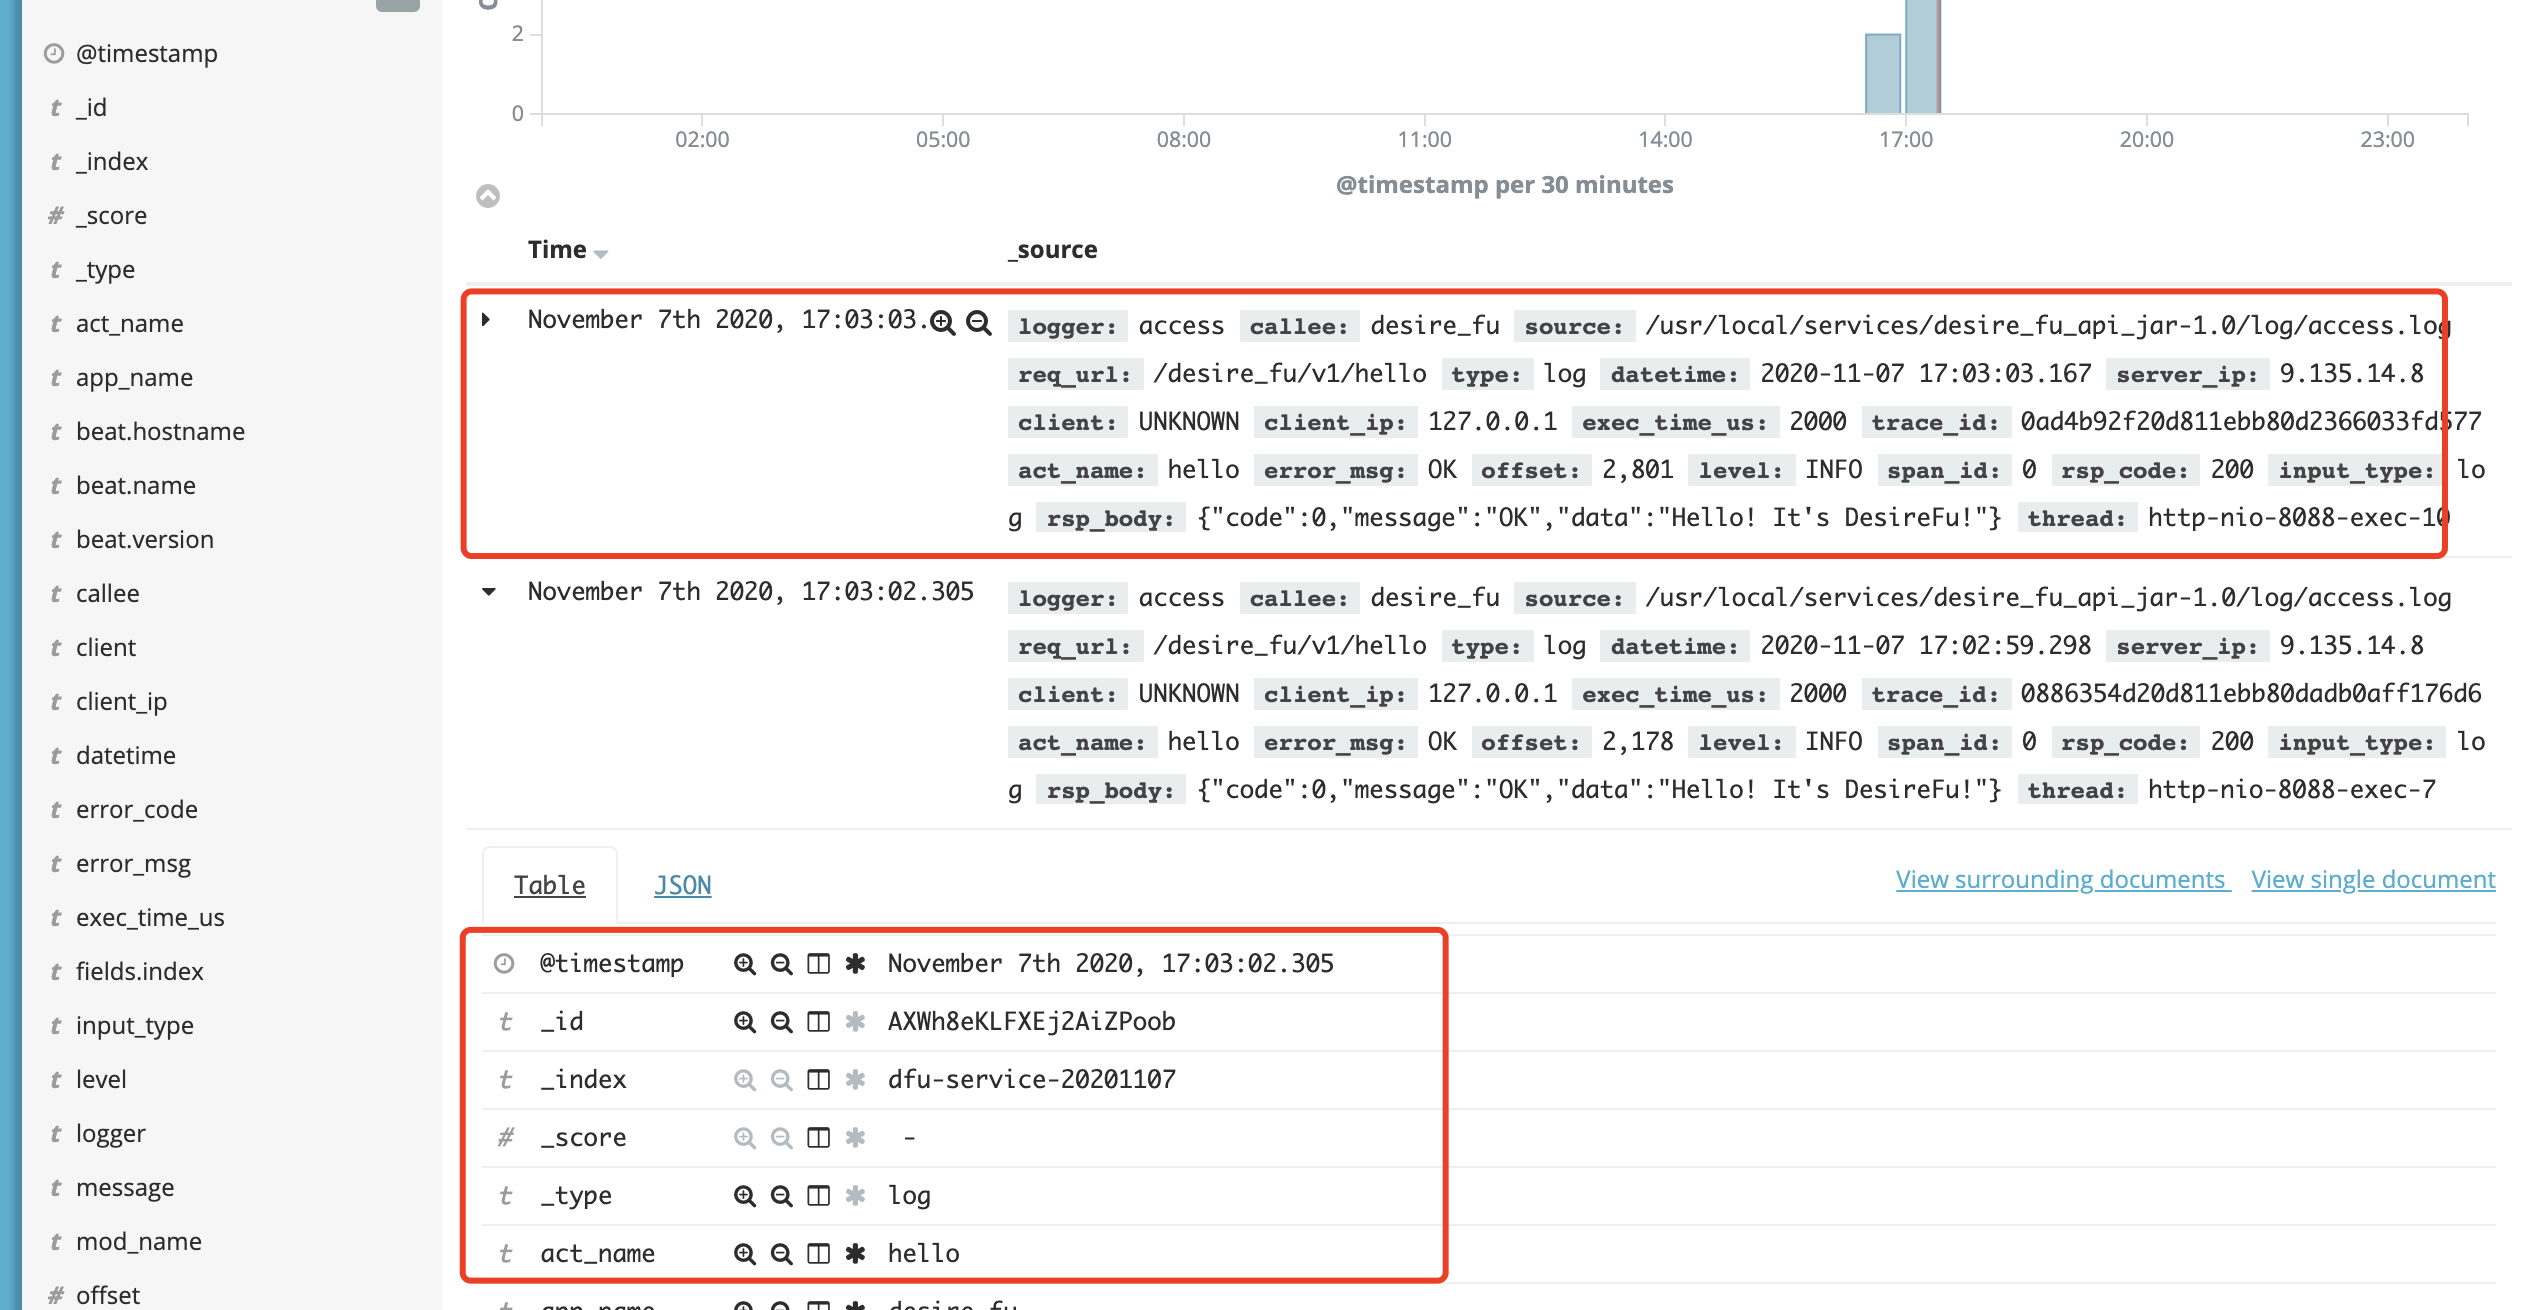 @timestamp
t _id
t _index
# _score
t _type
t act_name
t app_name
t beat.hostname
t beat.name
t beat.version
t callee
t client
t client_ip
t datetime
t error_code
t error_msg
t exec_time_us
t fields.index
t input_type
t level
t logger
t message
t mod_name
# offset
2
0
02:00 05:00 08:00 11:00 14:00 17:00 20:00 23:00
@timestamp per 30 minutes
Time _source
November 7th 2020, 17:03:03. logger: access callee: desire_fu source: /usr/local/services/desire_fu_api_jar-1.0/log/access.log
req_url: /desire_fu/v1/hello type: log datetime: 2020-11-07 17:03:03.167 server_ip: 9.135.14.8
client: UNKNOWN client_ip: 127.0.0.1 exec_time_us: 2000 trace_id: 0ad4b92f20d811ebb80d2366033fd577
act_name: hello error_msg: OK offset: 2,801 level: INFO span_id: 0 rsp_code: 200 input_type: lo
g rsp_body: {"code":0,"message":"OK","data":"Hello! It's DesireFu!"} thread: http-nio-8088-exec-10
November 7th 2020, 17:03:02.305 logger: access callee: desire_fu source: /usr/local/services/desire_fu_api_jar-1.0/log/access.log
req_url: /desire_fu/v1/hello type: log datetime: 2020-11-07 17:02:59.298 server_ip: 9.135.14.8
client: UNKNOWN client_ip: 127.0.0.1 exec_time_us: 2000 trace_id: 0886354d20d811ebb80dadb0aff176d6
act_name: hello error_msg: OK offset: 2,178 level: INFO span_id: 0 rsp_code: 200 input_type: lo
g rsp_body: {"code":0,"message":"OK","data":"Hello! It's DesireFu!"} thread: http-nio-8088-exec-7
Table JSON View surrounding documents View single document
@timestamp November 7th 2020, 17:03:02.305
t _id AXWh8eKLFXEj2AiZPoob
t _index dfu-service-20201107
# _score -
t _type log
t act_name hello
t app_name desire_fu